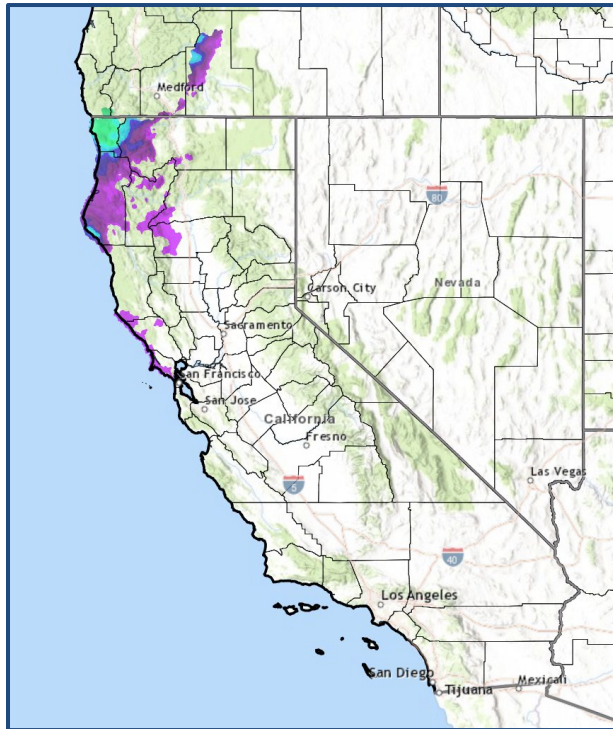 Medford
80
Carson City
Nevada
Sacramento
San Francisco
San Jose
California
Fresno
5
Las Vegas
40
Los Angeles
San Diego
Tijuana
Mexicali